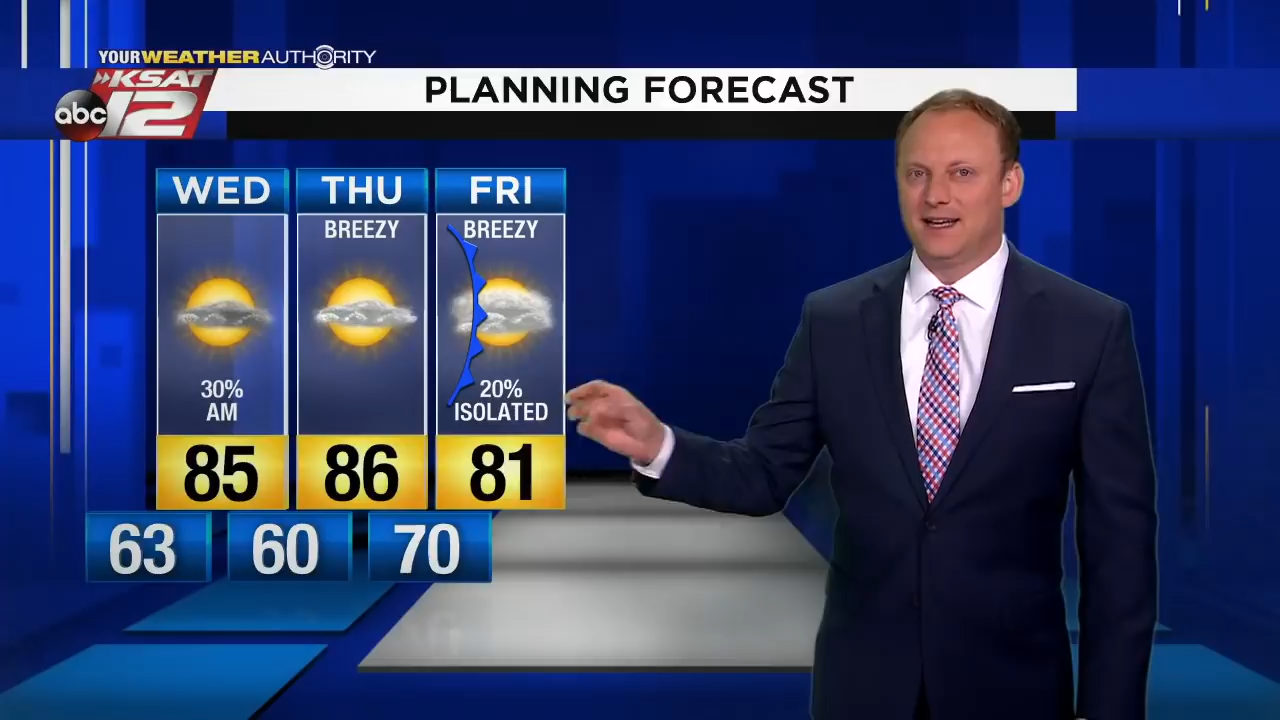 YOURWEATHERAUTHORITY
KSAT
abc 12
PLANNING FORECAST
WED THU FRI
BREEZY BREEZY
30% 20%
AM ISOLATED
85 86 81
63 60 70